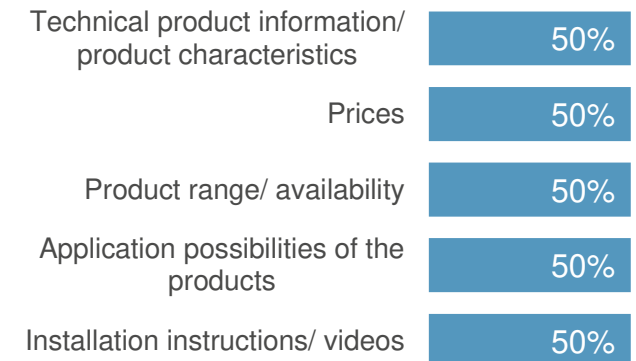 Technical product information/
product characteristics
50%
Prices
50%
Product range/ availability
50%
Application possibilities of the
products
50%
Installation instructions/ videos
50%